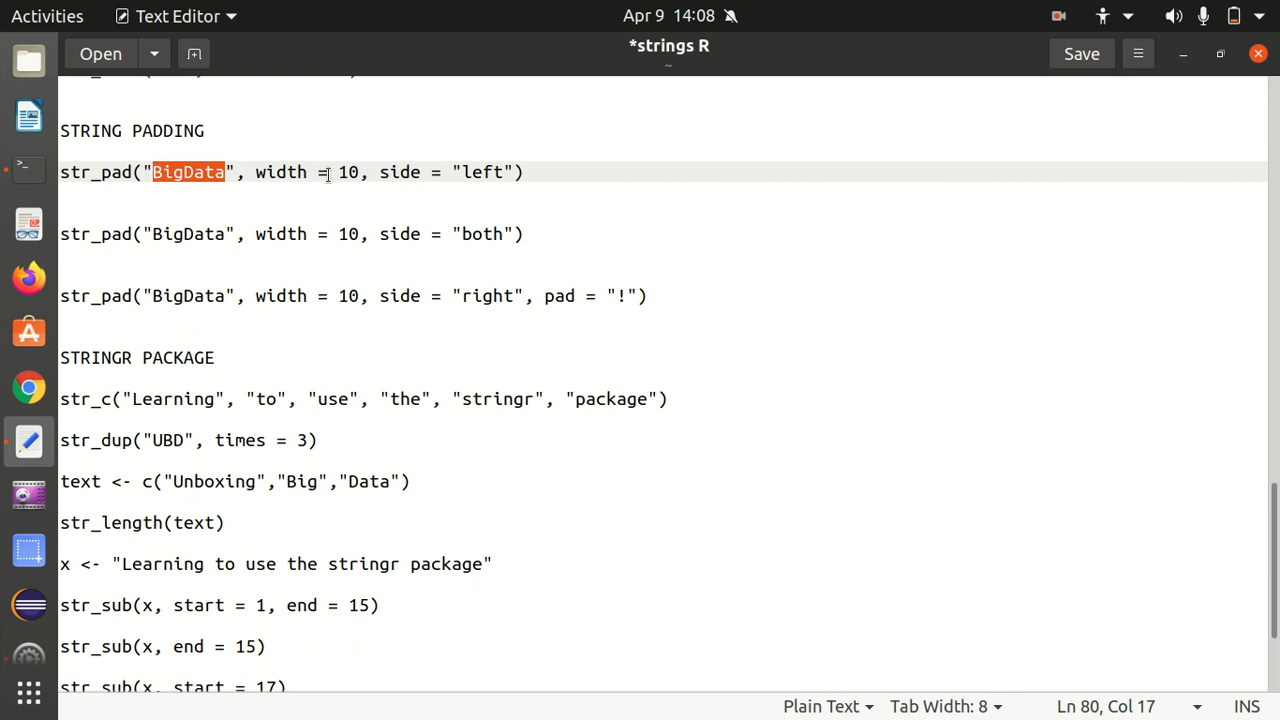 Activities Text Editor Apr 9 14:08
Open *strings R Save
~
STRING PADDING
str_pad("BigData", width = 10, side = "left")
str_pad("BigData", width = 10, side = "both")
str_pad("BigData", width = 10, side = "right", pad = "!")
STRINGR PACKAGE
str_c("Learning", "to", "use", "the", "stringr", "package")
str_dup("UBD", times = 3)
text <- c("Unboxing","Big","Data")
str_length(text)
x <- "Learning to use the stringr package"
str_sub(x, start = 1, end = 15)
str_sub(x, end = 15)
str_sub(x, start = 17)
Plain Text Tab Width: 8 Ln 80, Col 17 INS